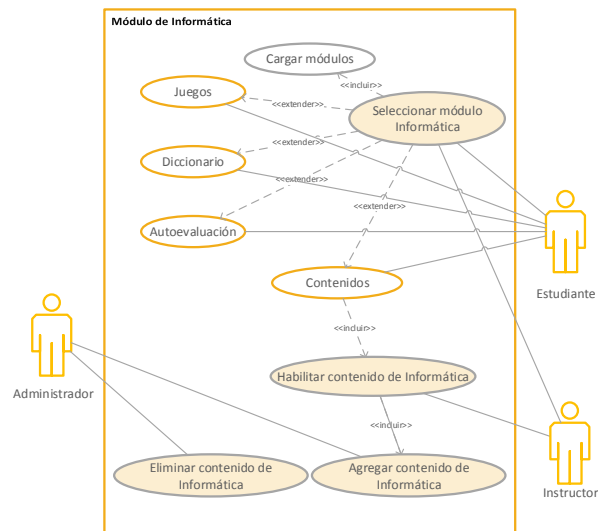 Módulo de Informática
Cargar módulos
<<incluir>>
Juegos
<<extender>>
Seleccionar módulo
Informática
Diccionario
<<extender>>
<<extender>>
<<extender>>
Autoevaluación
Contenidos
Estudiante
<<incluir>>
Administrador
Habilitar contenido de Informática
<<incluir>>
Eliminar contenido de
Informática
Agregar contenido de
Informática
Instructor